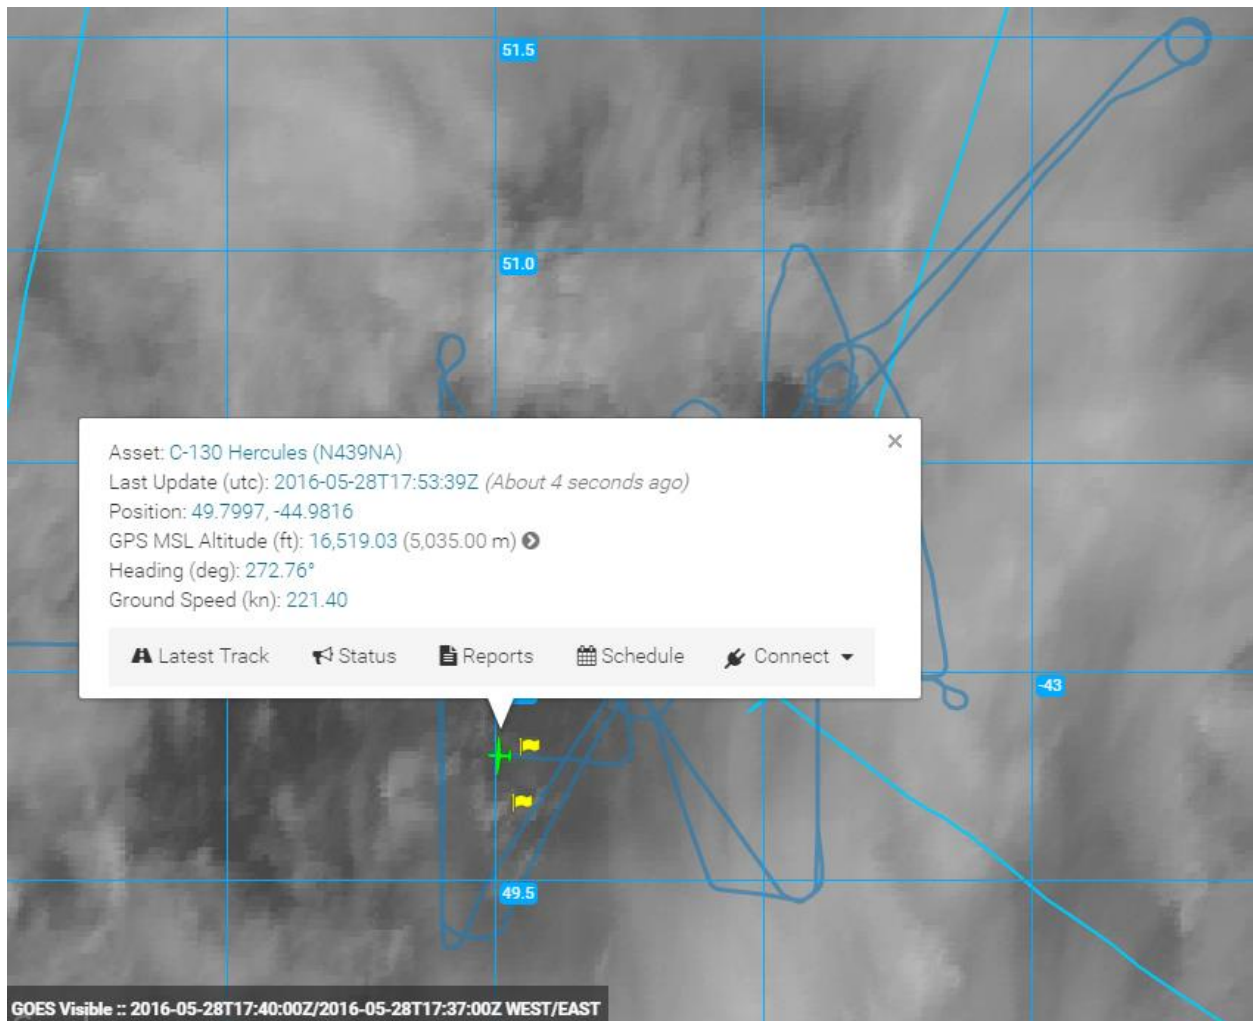 51.5
51.0
Asset: C-130 Hercules (N439NA)
Last Update (utc): 2016-05-28T17:53:39Z (About 4 seconds ago)
Position: 49.7997, -44.9816
GPS MSL Altitude (ft): 16,519.03 (5,035.00 m)
Heading (deg): 272.76°
Ground Speed (kn): 221.40
Latest Track Status Reports Schedule Connect
-43
49.5
GOES Visible :: 2016-05-28T17:40:00Z/2016-05-28T17:37:00Z WEST/EAST